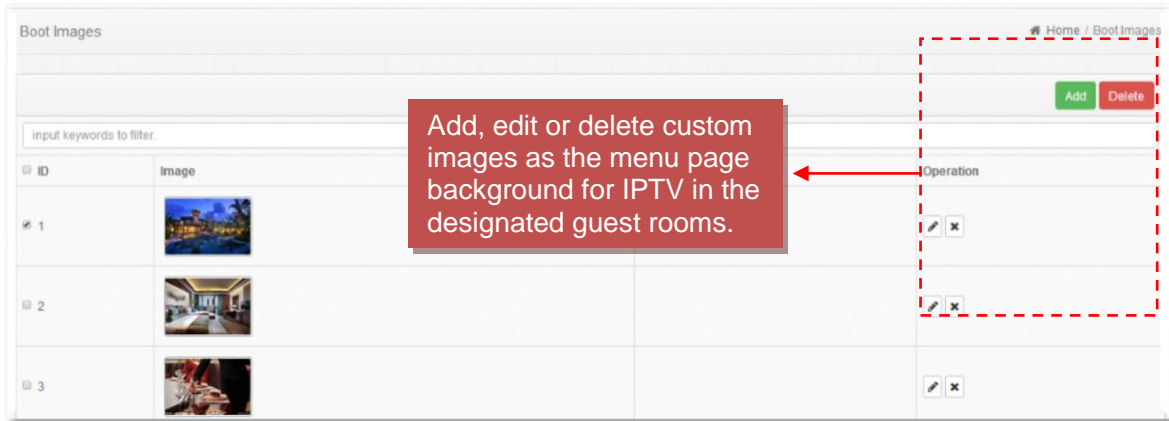 Boot Images
Home / Boot Images
Add Delete
input keywords to filter.
Add, edit or delete custom
images as the menu page
background for IPTV in the
designated guest rooms.
ID Image Operation
1
2
3